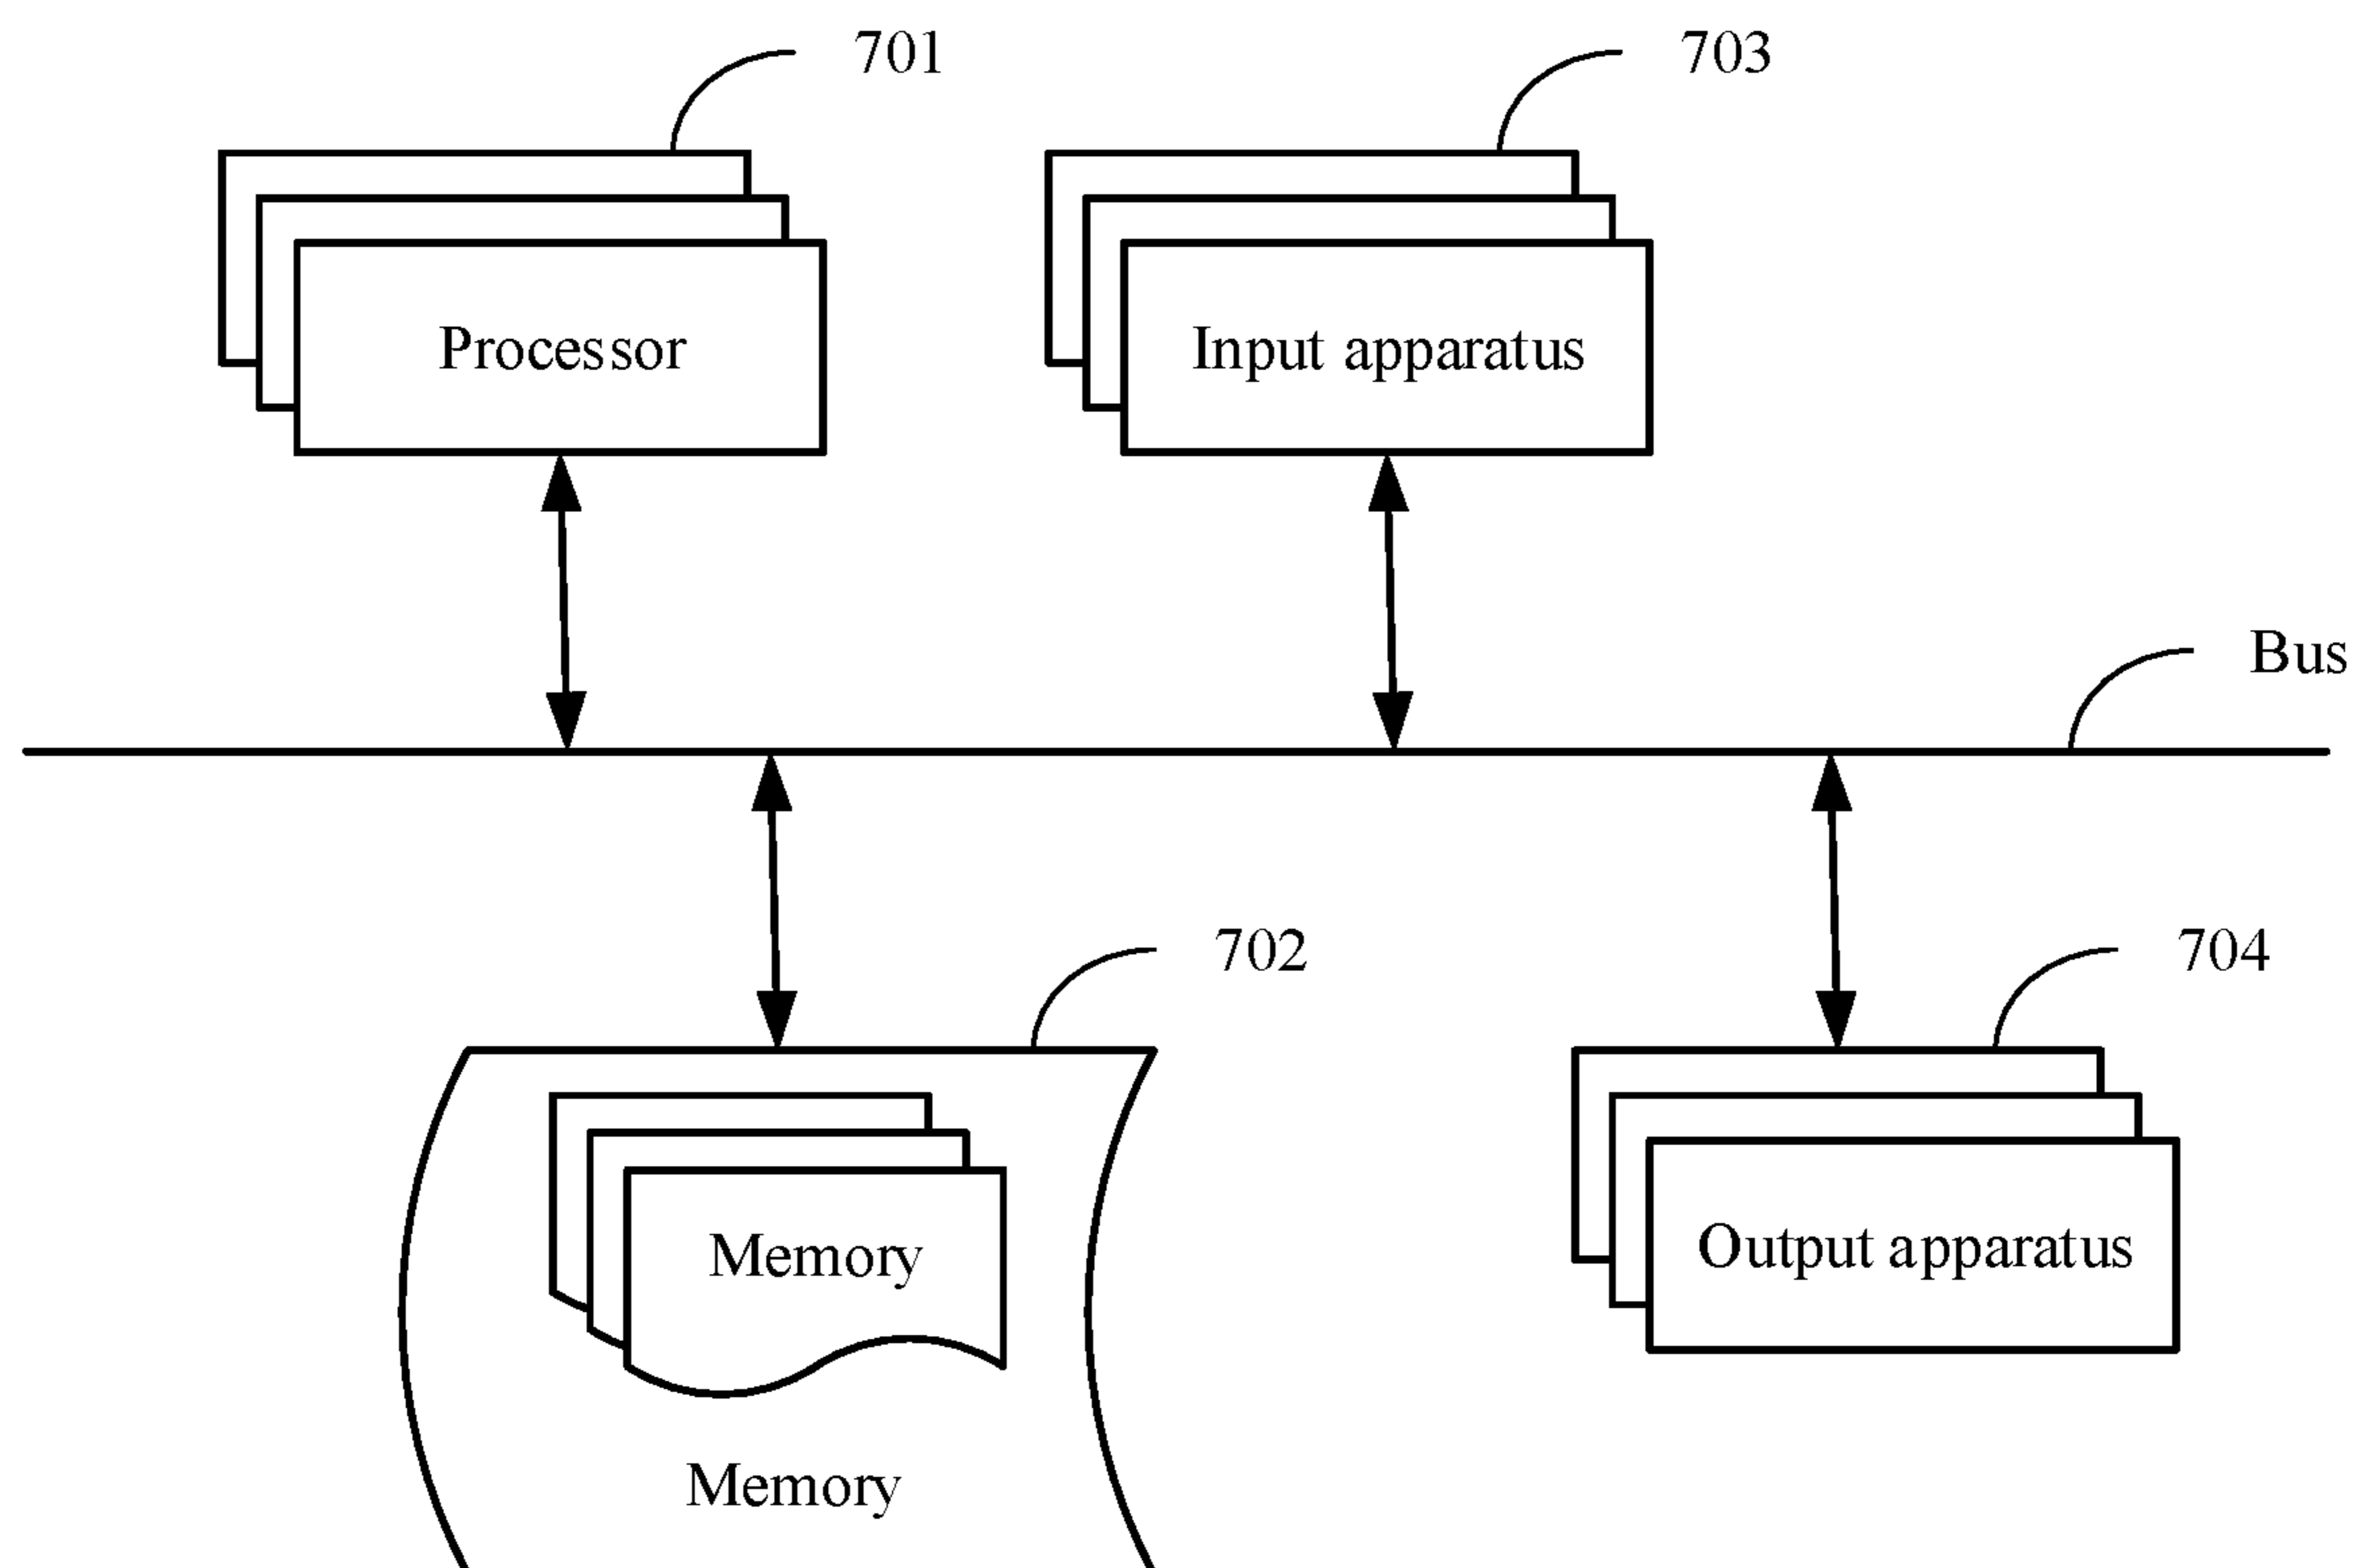 701
703
Processor
Input apparatus
Bus
702
704
Memory
Output apparatus
Memory